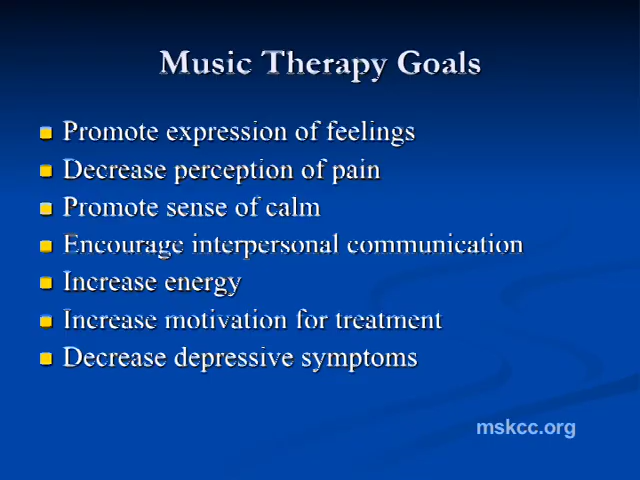 Music Therapy Goals
Promote expression of feelings
Decrease perception of pain
Promote sense of calm
Encourage interpersonal communication
Increase energy
Increase motivation for treatment
Decrease depressive symptoms
mskcc.org